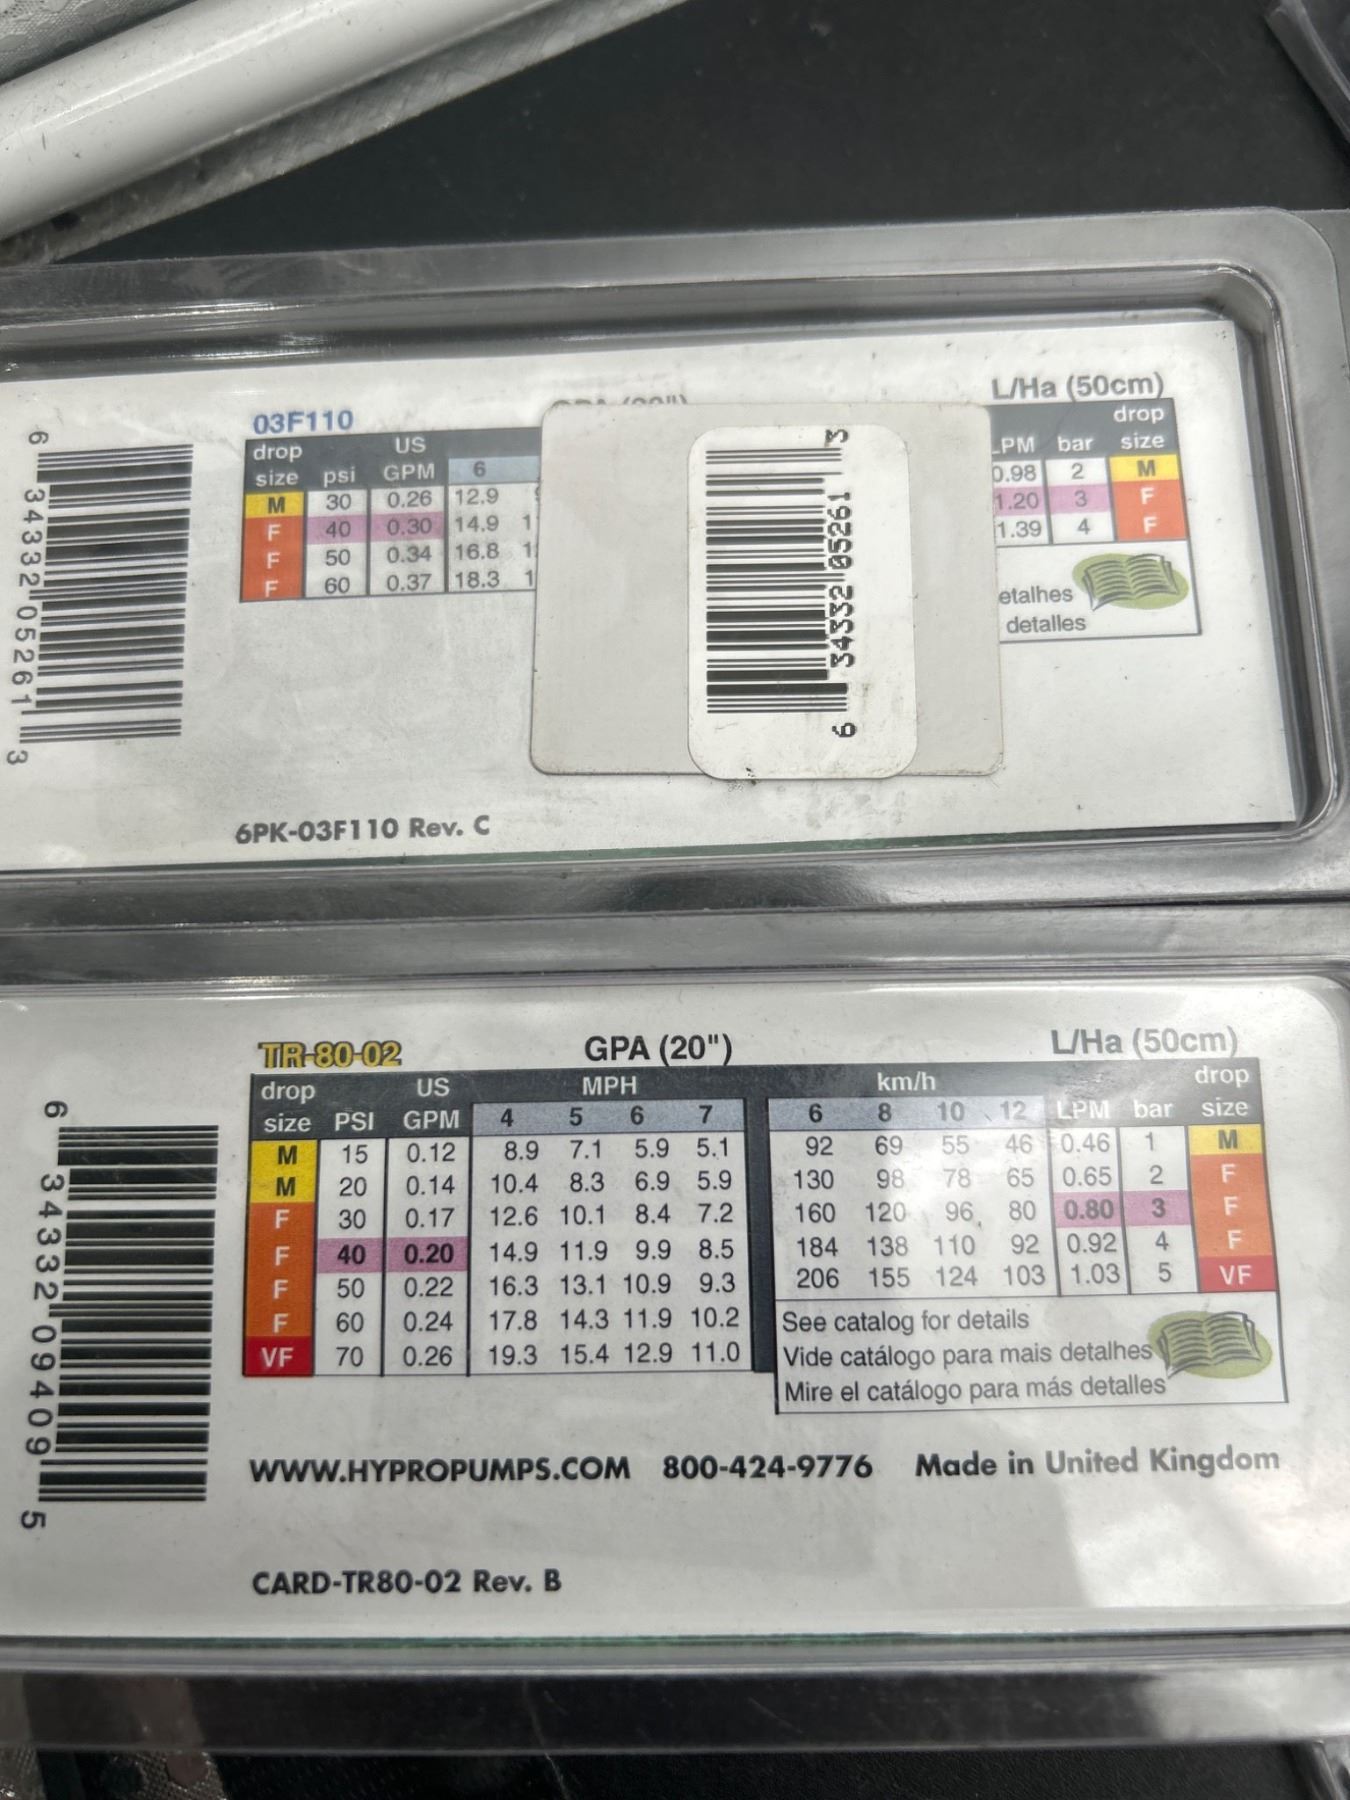 03F110
L/Ha (50cm)
drop US drop
size psi GPM 6 bar size
M 30 0.26 12.9 0.98 2 M
F 40 0.30 14.9 1.20 3 F
F 50 0.34 16.8 1.39 4 F
F 60 0.37 18.3
detalles
6 34332 05261 3
6 34332 05261 3
6PK-03F110 Rev. C
TR-80-02 GPA (20") L/Ha (50cm)
drop US MPH km/h drop
size PSI GPM 4 5 6 7 6 8 10 12 LPM bar size
M 15 0.12 8.9 7.1 5.9 5.1 92 69 55 46 0.46 1 M
M 20 0.14 10.4 8.3 6.9 5.9 130 98 78 65 0.65 2 F
F 30 0.17 12.6 10.1 8.4 7.2 160 120 96 80 0.80 3 F
F 40 0.20 14.9 11.9 9.9 8.5 184 138 110 92 0.92 4 F
F 50 0.22 16.3 13.1 10.9 9.3 206 155 124 103 1.03 5 VF
F 60 0.24 17.8 14.3 11.9 10.2
VF 70 0.26 19.3 15.4 12.9 11.0
See catalog for details
Vide catálogo para mais detalhes
Mire el catálogo para más detalles
6 34332 09409 5
WWW.HYPROPUMPS.COM 800-424-9776 Made in United Kingdom
CARD-TR80-02 Rev. B